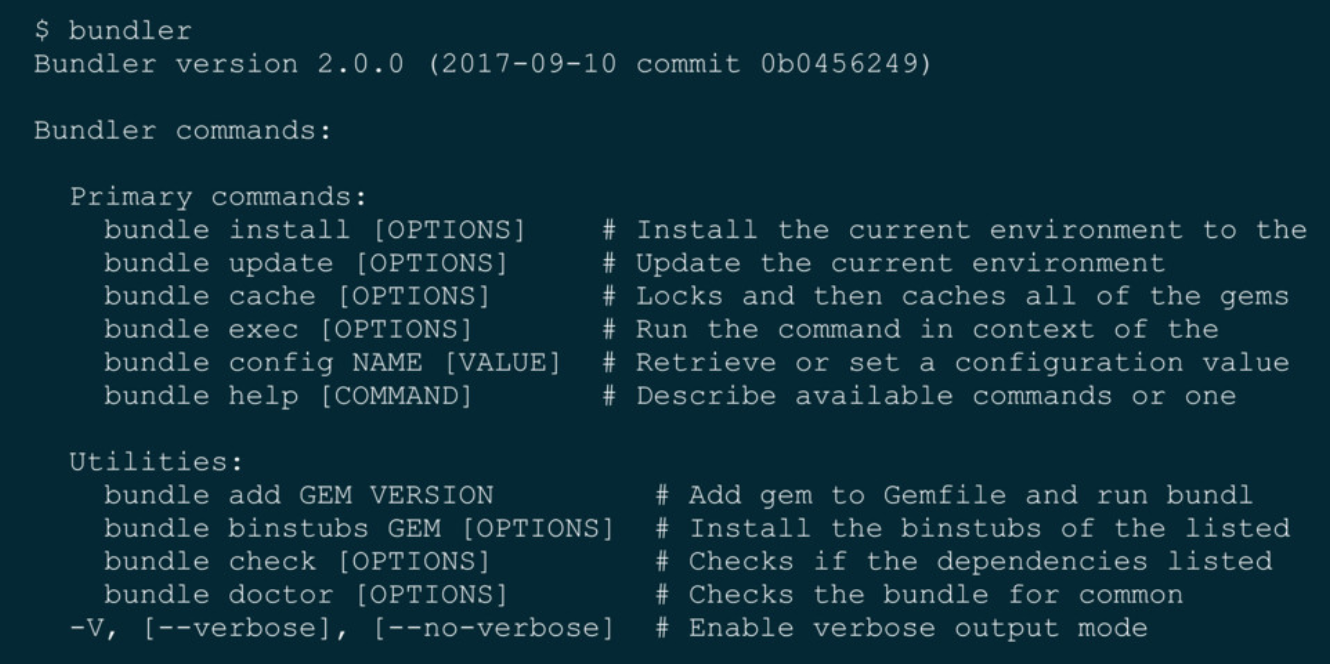 $ bundler
Bundler version 2.0.0 (2017-09-10 commit 0b0456249)
Bundler commands:
Primary commands:
bundle install [OPTIONS] # Install the current environment to the
bundle update [OPTIONS] # Update the current environment
bundle cache [OPTIONS] # Locks and then caches all of the gems
bundle exec [OPTIONS] # Run the command in context of the
bundle config NAME [VALUE] # Retrieve or set a configuration value
bundle help [COMMAND] # Describe available commands or one
Utilities:
bundle add GEM VERSION # Add gem to Gemfile and run bundl
bundle binstubs GEM [OPTIONS] # Install the binstubs of the listed
bundle check [OPTIONS] # Checks if the dependencies listed
bundle doctor [OPTIONS] # Checks the bundle for common
-V, [--verbose], [--no-verbose] # Enable verbose output mode